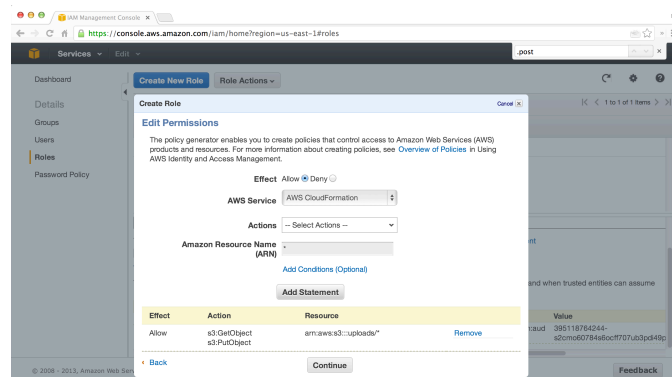 IAM Management Console
https://console.aws.amazon.com/iam/home?region=us-east-1#roles
.post
Services
Edit
Dashboard
Details
Groups
Users
Roles
Password Policy
Create New Role
Role Actions
1 to 1 of 1 Items
Create Role
Cancel
Edit Permissions
The policy generator enables you to create policies that control access to Amazon Web Services (AWS)
products and resources. For more information about creating policies, see Overview of Policies in Using
AWS Identity and Access Management.
Effect Allow Deny
AWS Service AWS CloudFormation
Actions -- Select Actions --
Amazon Resource Name
(ARN)
*
Add Conditions (Optional)
Add Statement
Effect Action Resource
Allow s3:GetObject arn:aws:s3:::uploads/* Remove
s3:PutObject
Back
Continue
and when trusted entities can assume
Value
:aud 395118764244-
s2cmo60784s6ocff707ub3pdl49p
© 2008 - 2013, Amazon Web Serv
Feedback